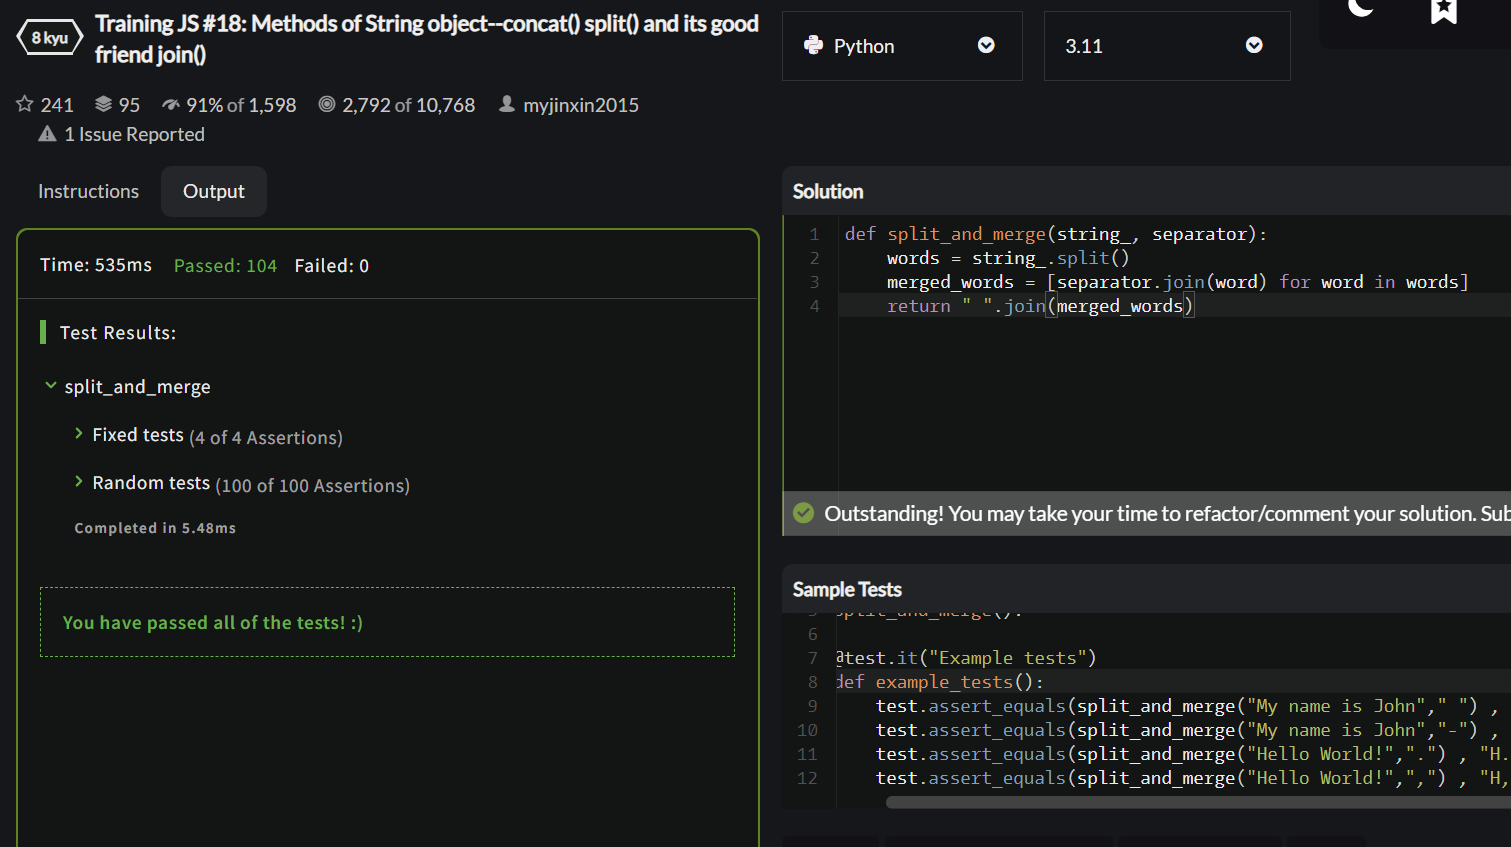 8 kyu
Training JS #18: Methods of String object--concat() split() and its good
friend join()
241 95 91% of 1,598 2,792 of 10,768 myjinxin2015
1 Issue Reported
Instructions Output
Time: 535ms Passed: 104 Failed: 0
Test Results:
split_and_merge
Fixed tests (4 of 4 Assertions)
Random tests (100 of 100 Assertions)
Completed in 5.48ms
You have passed all of the tests! :)
Python 3.11
Solution
1 def split_and_merge(string_, separator):
2     words = string_.split()
3     merged_words = [separator.join(word) for word in words]
4     return " ".join(merged_words)
Outstanding! You may take your time to refactor/comment your solution. Sub
Sample Tests
5 split_and_merge():
6
7 @test.it("Example tests")
8 def example_tests():
9     test.assert_equals(split_and_merge("My name is John"," ") ,
10     test.assert_equals(split_and_merge("My name is John","-") ,
11     test.assert_equals(split_and_merge("Hello World!",".") , "H.
12     test.assert_equals(split_and_merge("Hello World!",",") , "H,